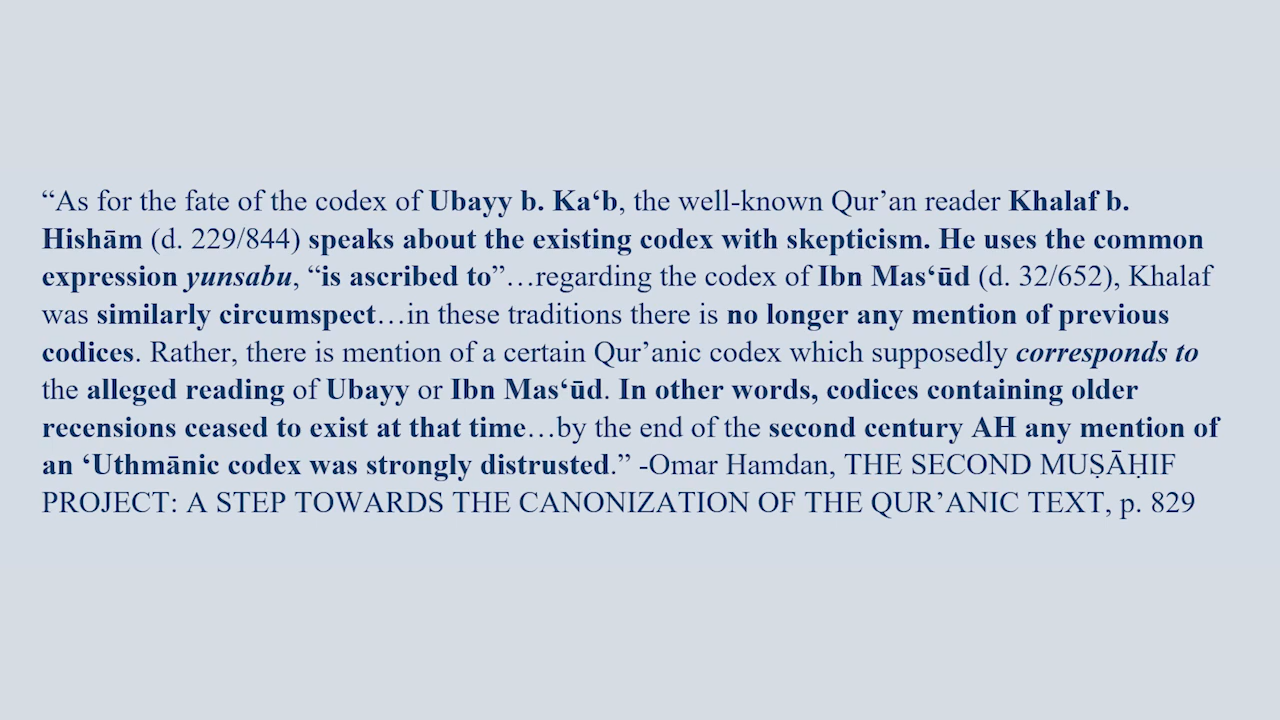 “As for the fate of the codex of Ubayy b. Ka‘b, the well-known Qur’an reader Khalaf b.
Hishām (d. 229/844) speaks about the existing codex with skepticism. He uses the common
expression yunsabu, “is ascribed to”…regarding the codex of Ibn Mas‘ūd (d. 32/652), Khalaf
was similarly circumspect…in these traditions there is no longer any mention of previous
codices. Rather, there is mention of a certain Qur’anic codex which supposedly corresponds to
the alleged reading of Ubayy or Ibn Mas‘ūd. In other words, codices containing older
recensions ceased to exist at that time…by the end of the second century AH any mention of
an ‘Uthmānic codex was strongly distrusted.” -Omar Hamdan, THE SECOND MUṢĀḤIF
PROJECT: A STEP TOWARDS THE CANONIZATION OF THE QUR’ANIC TEXT, p. 829